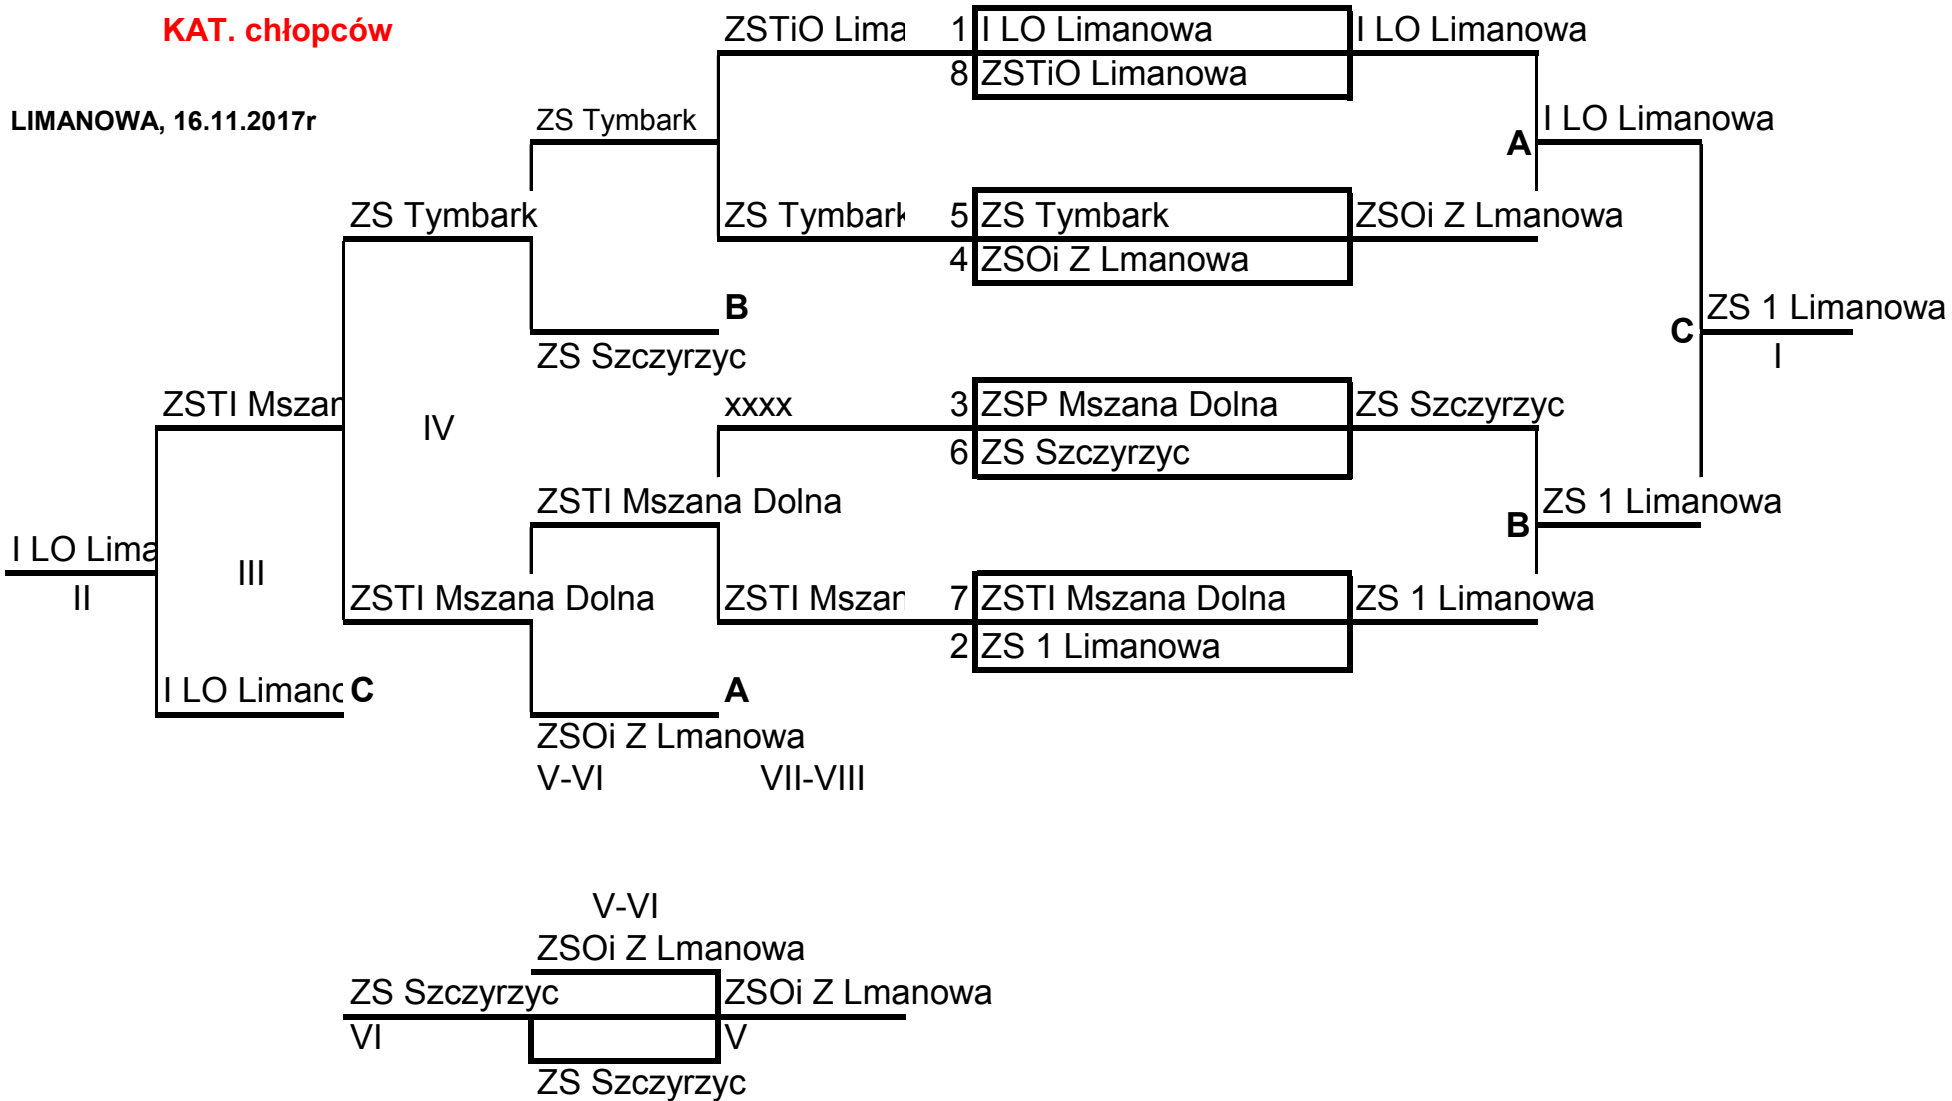 KAT. chłopców
ZSTiO Lima 1 I LO Limanowa I LO Limanowa
8 ZSTiO Limanowa
LIMANOWA, 16.11.2017r ZS Tymbark I LO Limanowa
A
ZS Tymbark ZS Tymbark 5 ZS Tymbark ZSOi Z Lmanowa
4 ZSOi Z Lmanowa
B ZS 1 Limanowa
C
ZS Szczyrzyc I
ZSTI Mszan xxxx 3 ZSP Mszana Dolna ZS Szczyrzyc
IV
6 ZS Szczyrzyc
ZSTI Mszana Dolna ZS 1 Limanowa
B
I LO Lima
III
II ZSTI Mszana Dolna ZSTI Mszan 7 ZSTI Mszana Dolna ZS 1 Limanowa
2 ZS 1 Limanowa
I LO Limano C A
ZSOi Z Lmanowa
V-VI VII-VIII
V-VI
ZSOi Z Lmanowa
ZS Szczyrzyc ZSOi Z Lmanowa
VI V
ZS Szczyrzyc